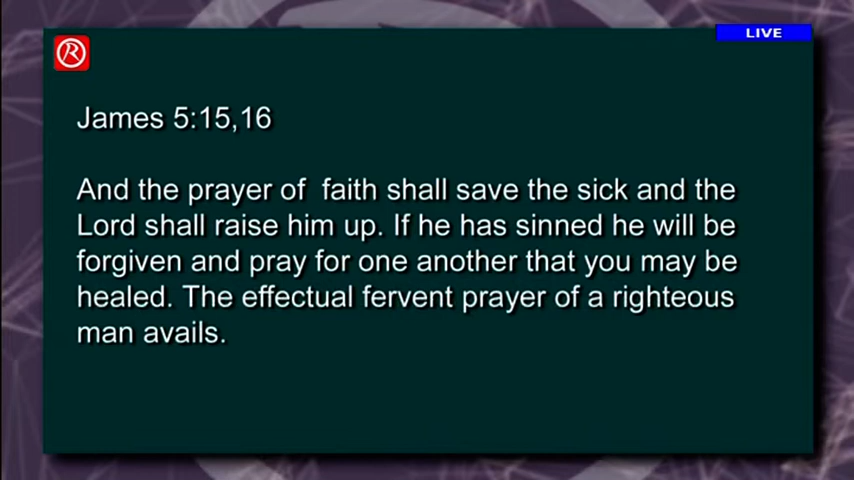 LIVE
R
James 5:15,16
And the prayer of  faith shall save the sick and the
Lord shall raise him up. If he has sinned he will be
forgiven and pray for one another that you may be
healed. The effectual fervent prayer of a righteous
man avails.